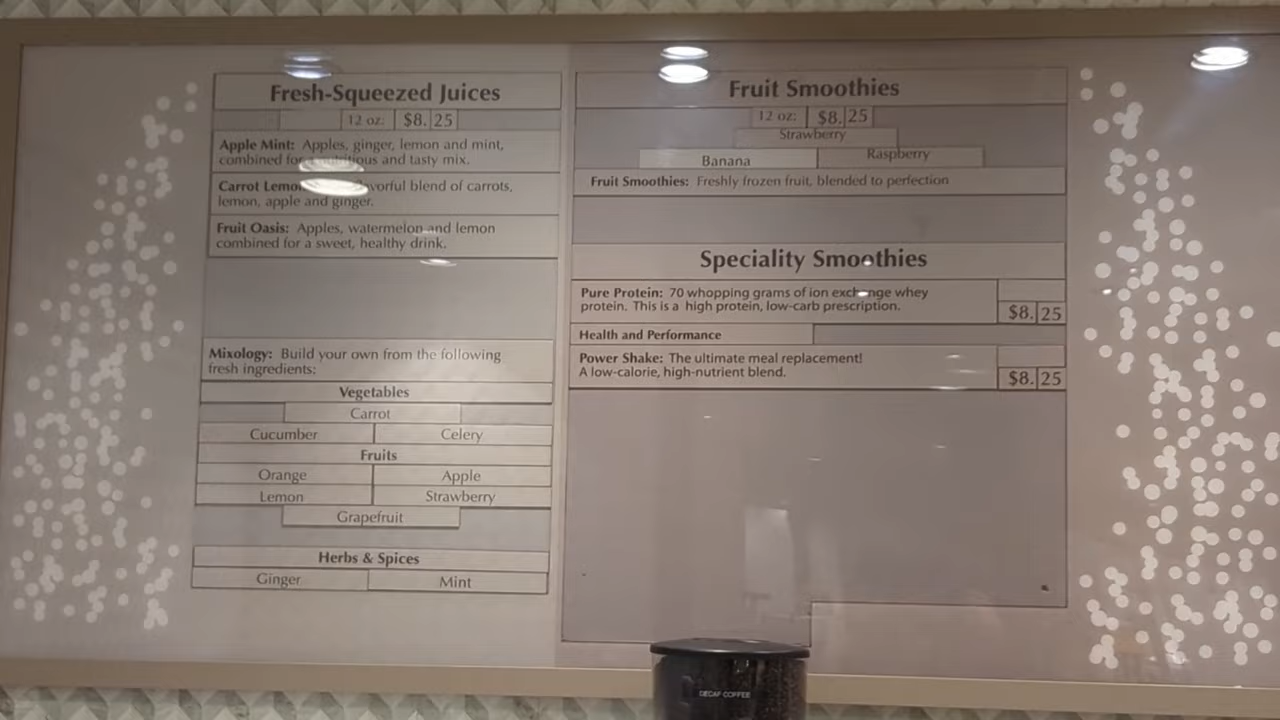 Fresh-Squeezed Juices
12 oz: $8. 25
Apple Mint: Apples, ginger, lemon and mint,
combined for a nutritious and tasty mix.
Carrot Lemon flavorful blend of carrots,
lemon, apple and ginger.
Fruit Oasis: Apples, watermelon and lemon
combined for a sweet, healthy drink.
Mixology: Build your own from the following
fresh ingredients:
Vegetables
Carrot
Cucumber Celery
Fruits
Orange Apple
Lemon Strawberry
Grapefruit
Herbs & Spices
Ginger Mint
Fruit Smoothies
12 oz: $8. 25
Strawberry
Banana Raspberry
Fruit Smoothies: Freshly frozen fruit, blended to perfection
Speciality Smoothies
Pure Protein: 70 whopping grams of ion exchange whey
protein. This is a high protein, low-carb prescription.
$8. 25
Health and Performance
Power Shake: The ultimate meal replacement!
A low-calorie, high-nutrient blend.
$8. 25
DECAF COFFEE